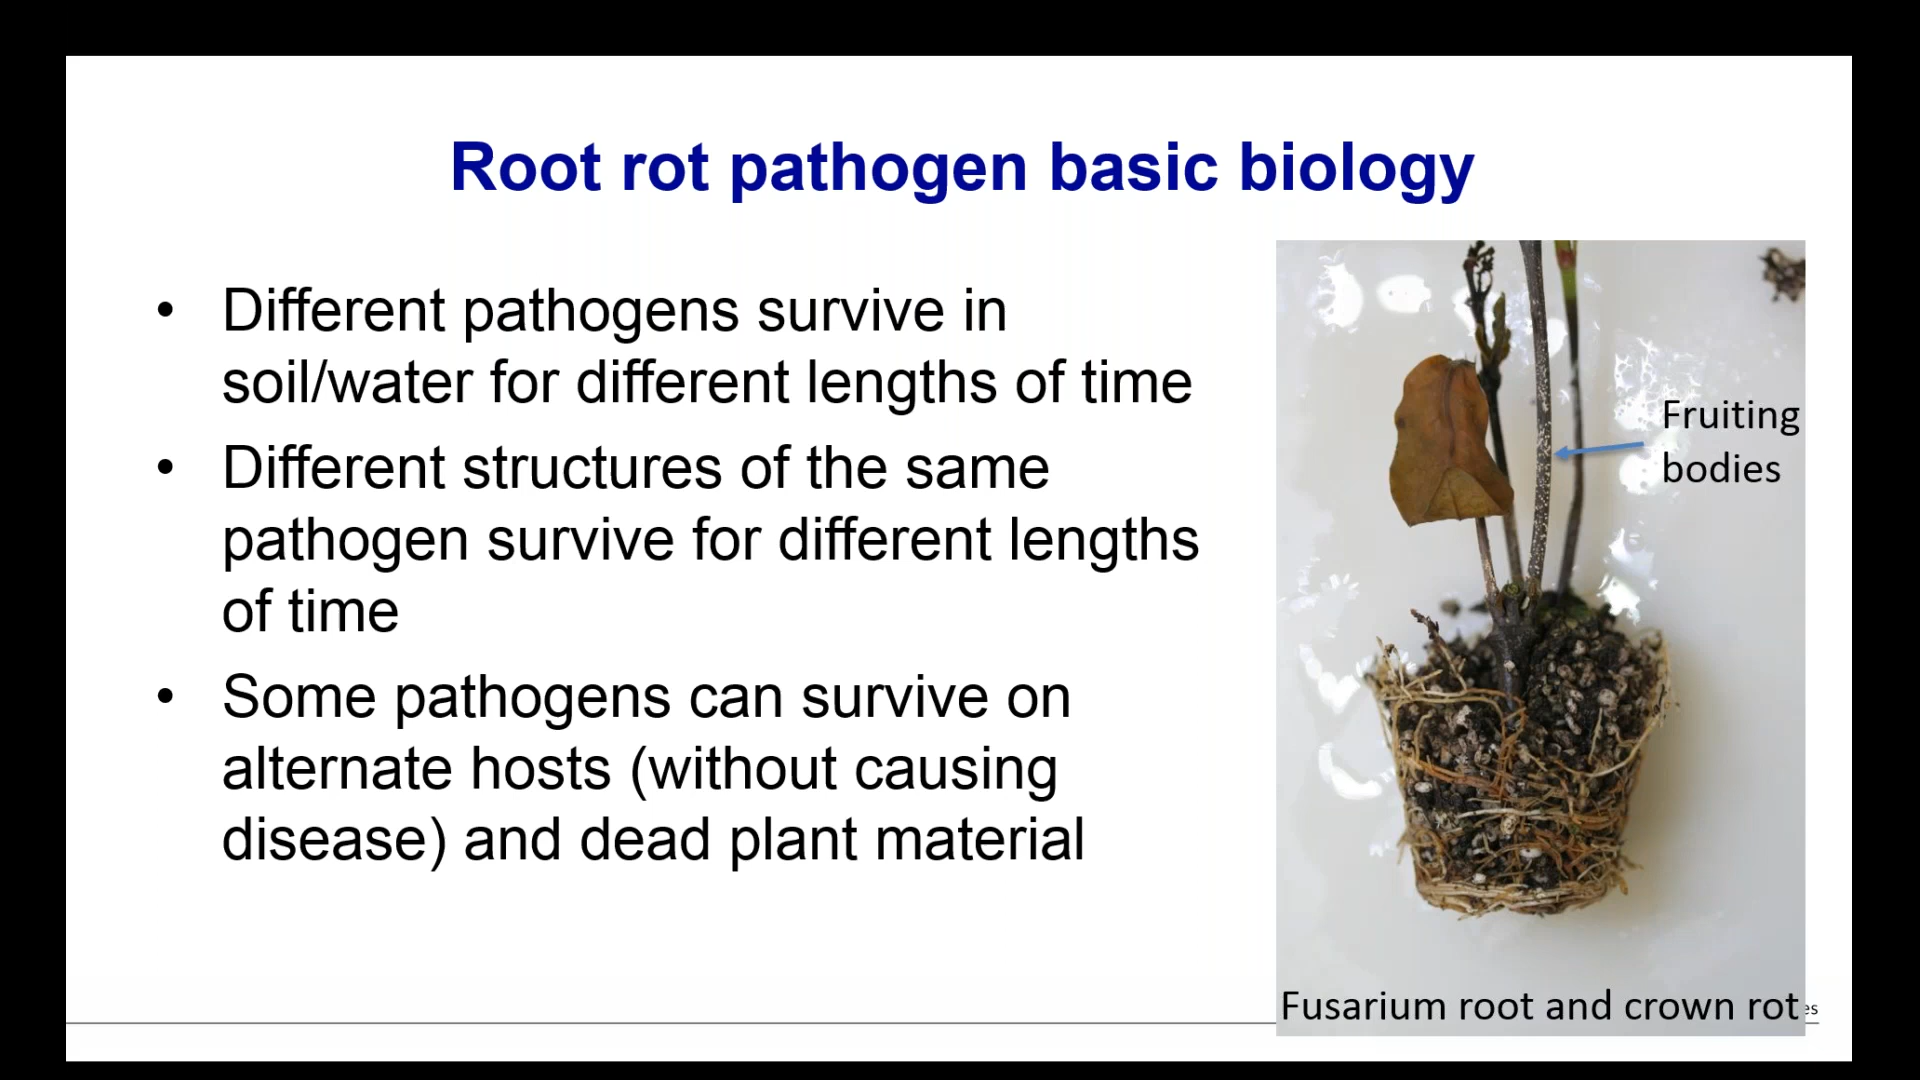 Root rot pathogen basic biology
• Different pathogens survive in
soil/water for different lengths of time
• Different structures of the same
pathogen survive for different lengths
of time
• Some pathogens can survive on
alternate hosts (without causing
disease) and dead plant material
Fruiting
bodies
Fusarium root and crown rot